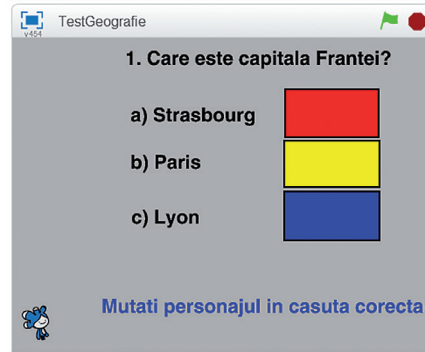 TestGeografie
v454
1. Care este capitala Frantei?
a) Strasbourg
b) Paris
c) Lyon
Mutati personajul in casuta corecta